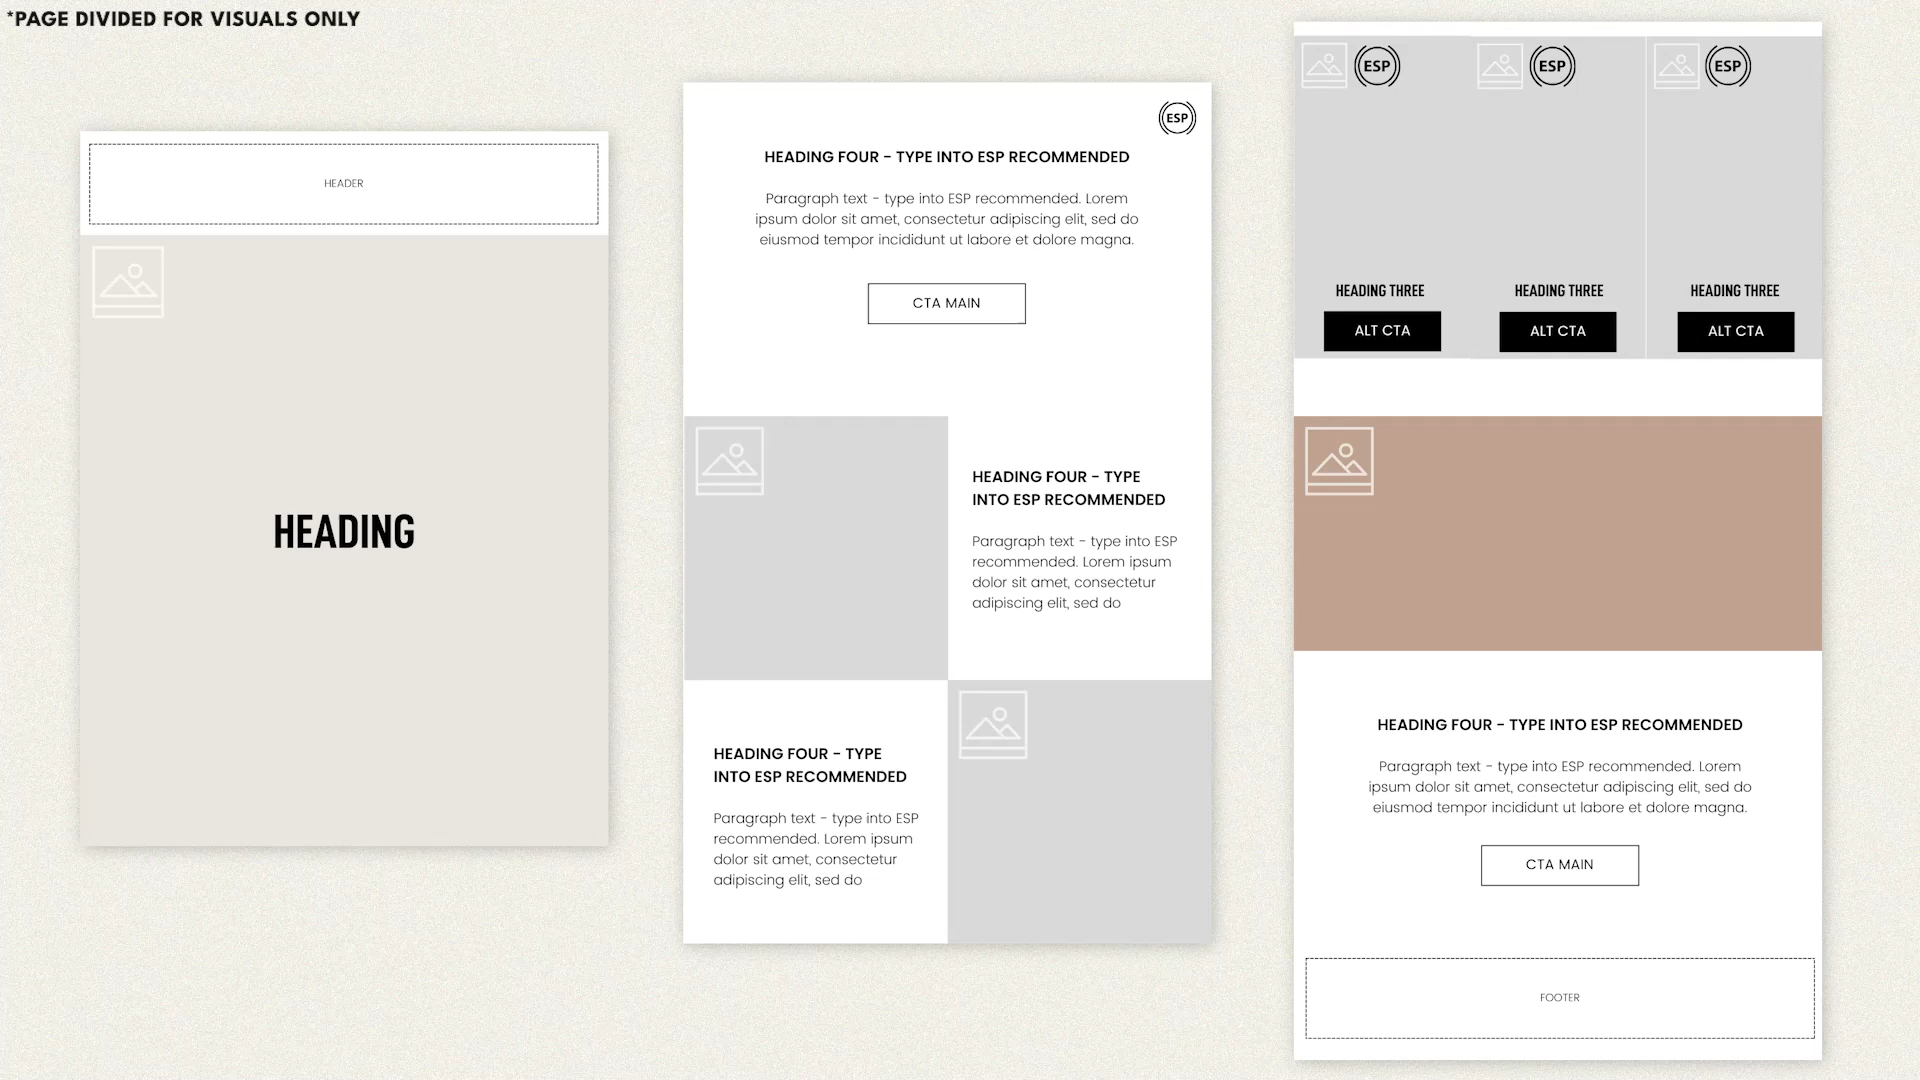 *PAGE DIVIDED FOR VISUALS ONLY
HEADER
HEADING
ESP
HEADING FOUR - TYPE INTO ESP RECOMMENDED
Paragraph text - type into ESP recommended. Lorem
ipsum dolor sit amet, consectetur adipiscing elit, sed do
eiusmod tempor incididunt ut labore et dolore magna.
CTA MAIN
HEADING FOUR - TYPE
INTO ESP RECOMMENDED
Paragraph text - type into ESP
recommended. Lorem ipsum
dolor sit amet, consectetur
adipiscing elit, sed do
HEADING FOUR - TYPE
INTO ESP RECOMMENDED
Paragraph text - type into ESP
recommended. Lorem ipsum
dolor sit amet, consectetur
adipiscing elit, sed do
ESP
ESP
ESP
HEADING THREE
HEADING THREE
HEADING THREE
ALT CTA
ALT CTA
ALT CTA
HEADING FOUR - TYPE INTO ESP RECOMMENDED
Paragraph text - type into ESP recommended. Lorem
ipsum dolor sit amet, consectetur adipiscing elit, sed do
eiusmod tempor incididunt ut labore et dolore magna.
CTA MAIN
FOOTER